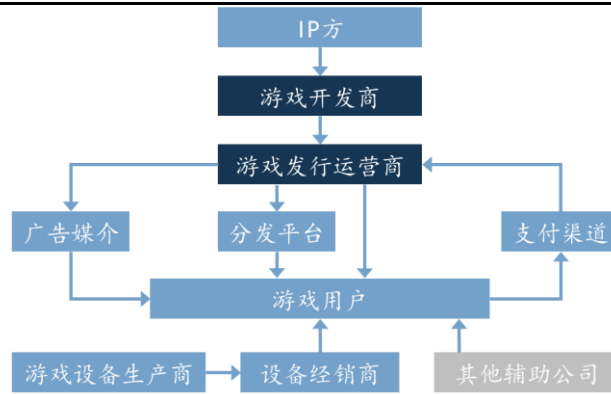 IP方
游戏开发商
游戏发行运营商
广告媒介
分发平台
支付渠道
游戏用户
游戏设备生产商
设备经销商
其他辅助公司